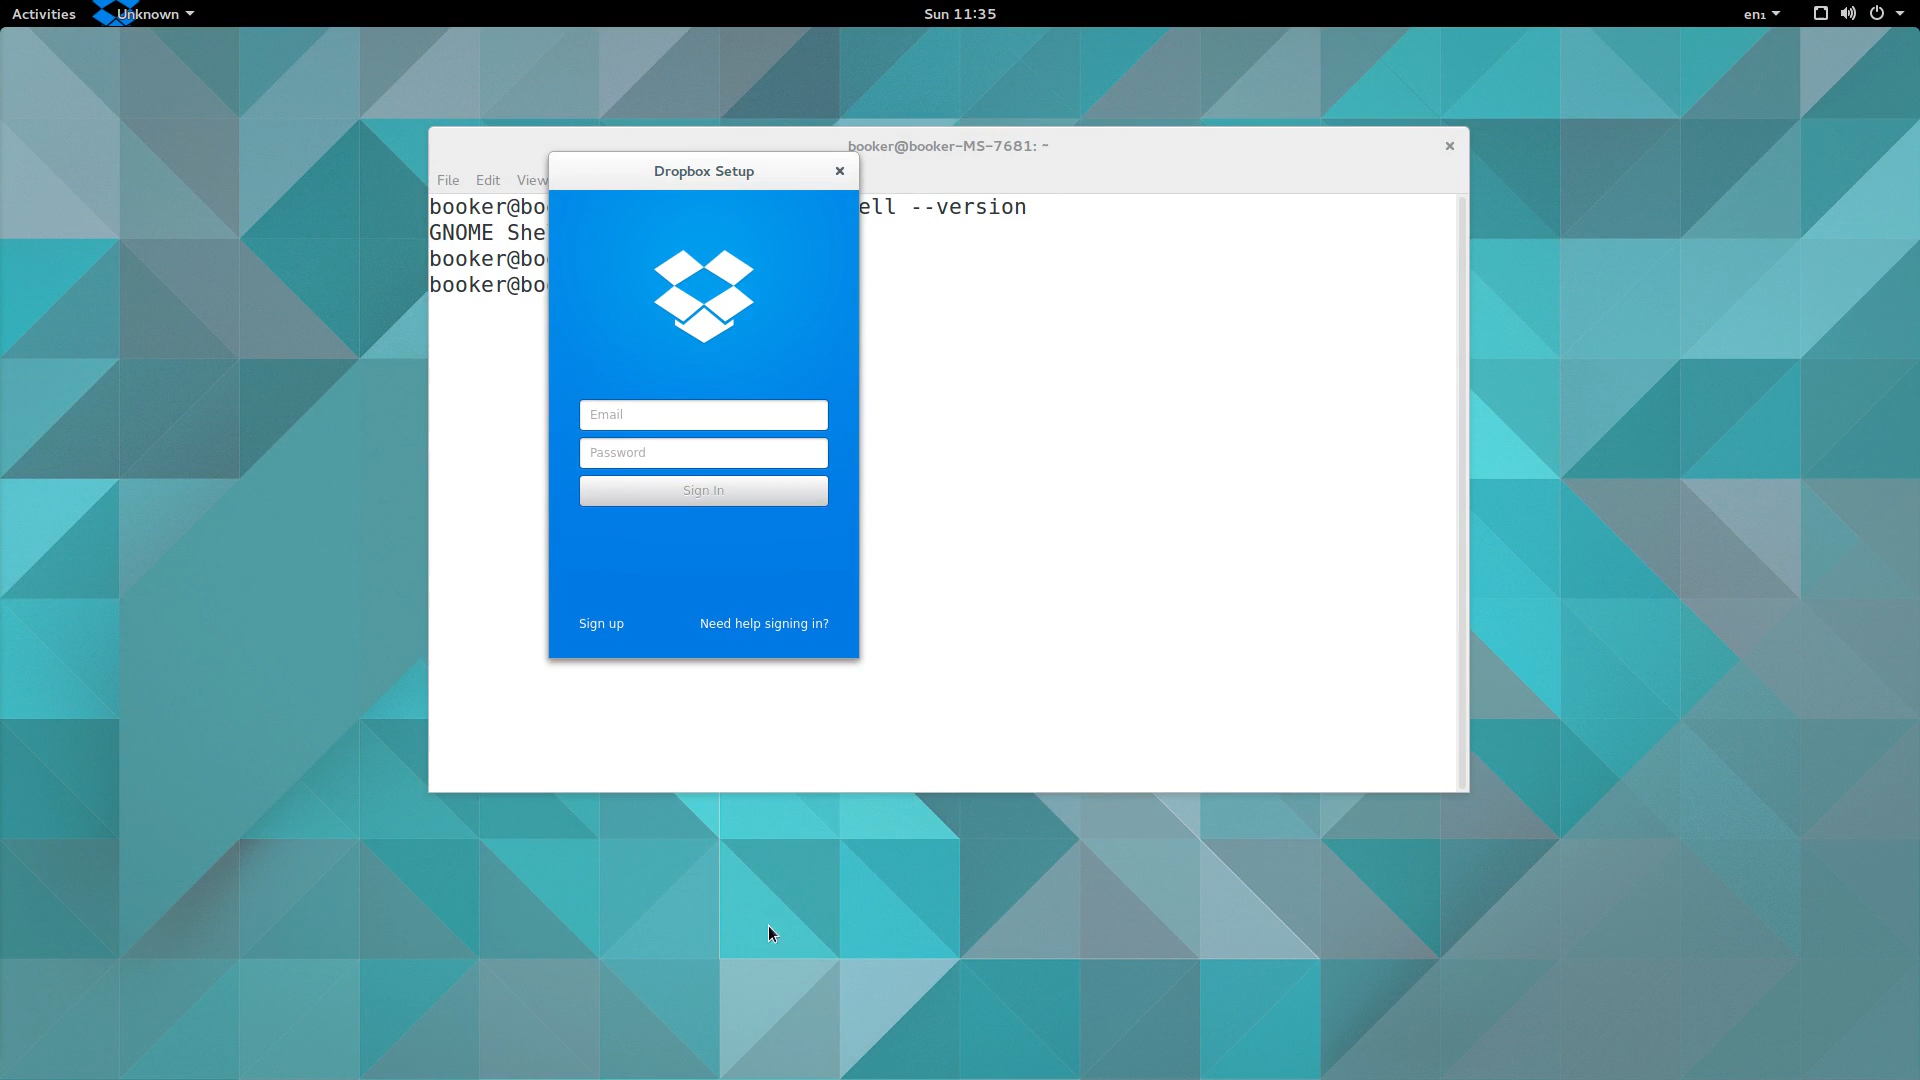 Activities
Unknown
Sun 11:35
en₁
booker@booker-MS-7681: ~
File Edit View
booker@bo
ell --version
GNOME She
booker@bo
booker@bo
Dropbox Setup
Email
Password
Sign In
Sign up
Need help signing in?